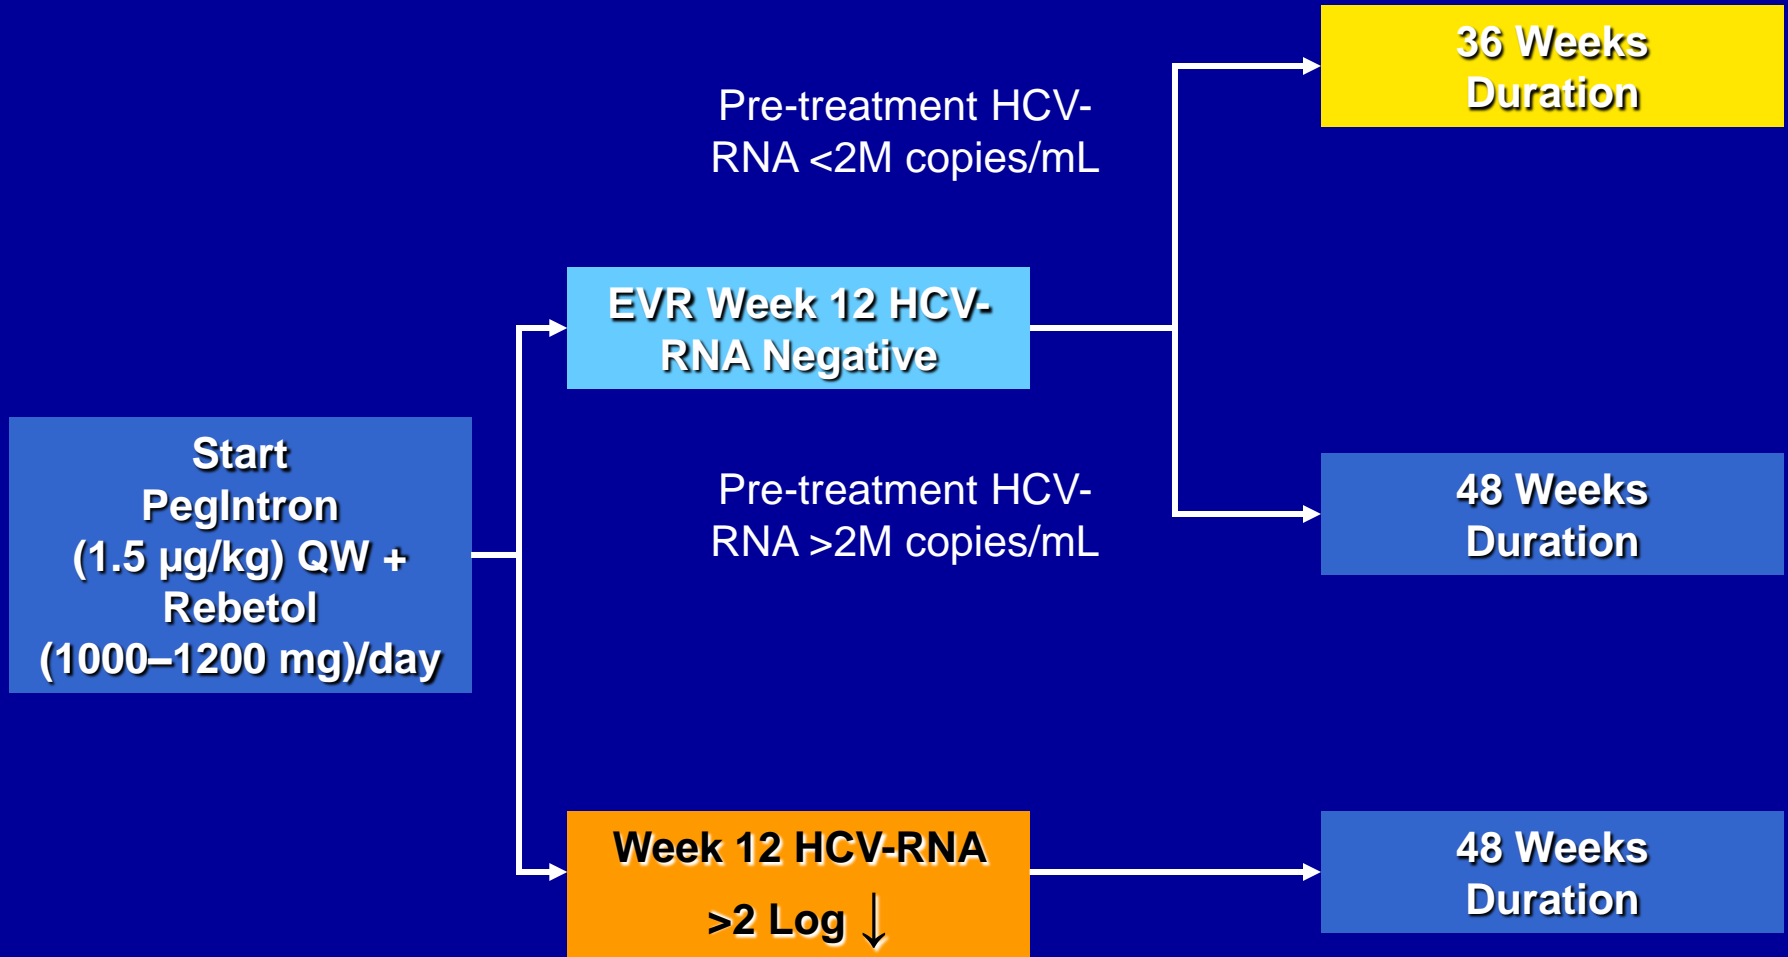 36 Weeks
Duration
Pre-treatment HCV-
RNA <2M copies/mL
EVR Week 12 HCV-
RNA Negative
Start
PegIntron
(1.5 µg/kg) QW +
Rebetol
(1000–1200 mg)/day
Pre-treatment HCV-
RNA >2M copies/mL
48 Weeks
Duration
Week 12 HCV-RNA
>2 Log ↓
48 Weeks
Duration